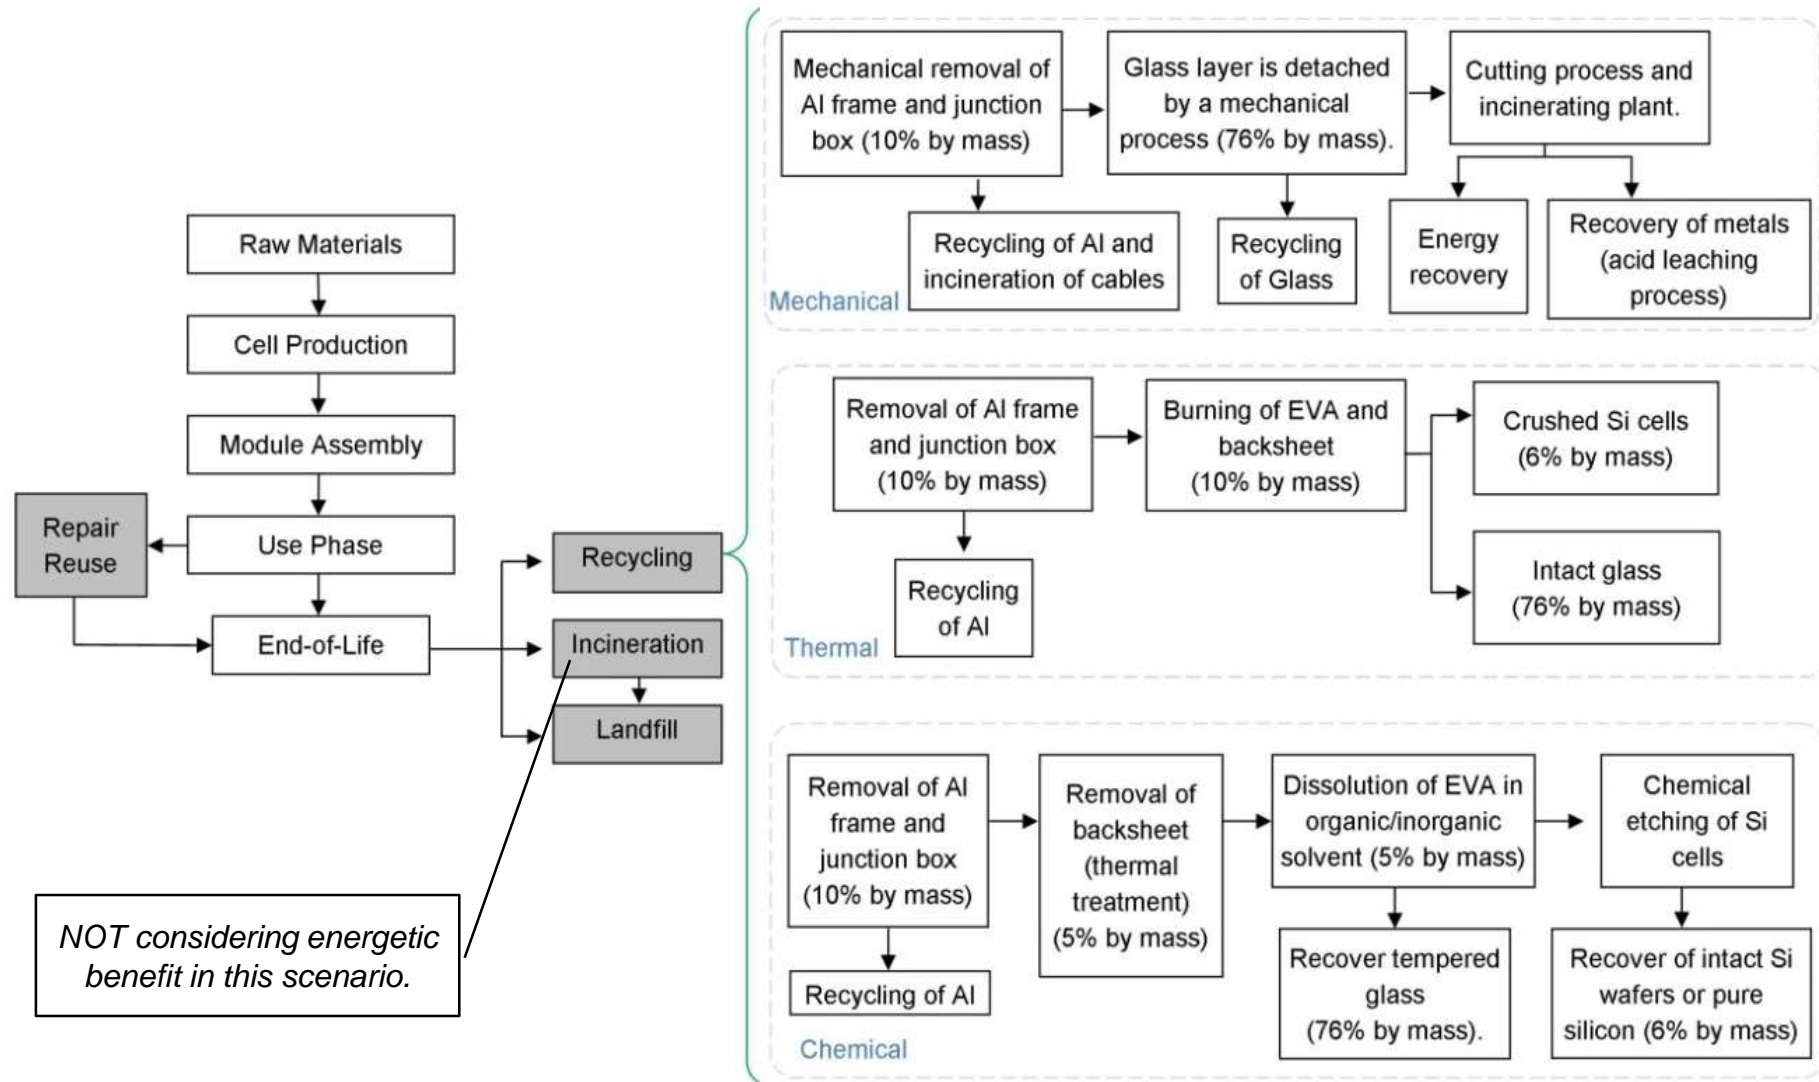 Raw Materials
Cell Production
Module Assembly
Use Phase
Repair
Reuse
End-of-Life
Recycling
Incineration
Landfill
NOT considering energetic
benefit in this scenario.
Mechanical removal of
Al frame and junction
box (10% by mass)
Glass layer is detached
by a mechanical
process (76% by mass).
Cutting process and
incinerating plant.
Recycling of Al and
incineration of cables
Recycling
of Glass
Energy
recovery
Recovery of metals
(acid leaching
process)
Mechanical
Removal of Al frame
and junction box
(10% by mass)
Burning of EVA and
backsheet
(10% by mass)
Crushed Si cells
(6% by mass)
Recycling
of Al
Intact glass
(76% by mass)
Thermal
Removal of Al
frame and
junction box
(10% by mass)
Removal of
backsheet
(thermal
treatment)
(5% by mass)
Dissolution of EVA in
organic/inorganic
solvent (5% by mass)
Chemical
etching of Si
cells
Recycling of Al
Recover tempered
glass
(76% by mass).
Recover of intact Si
wafers or pure
silicon (6% by mass)
Chemical